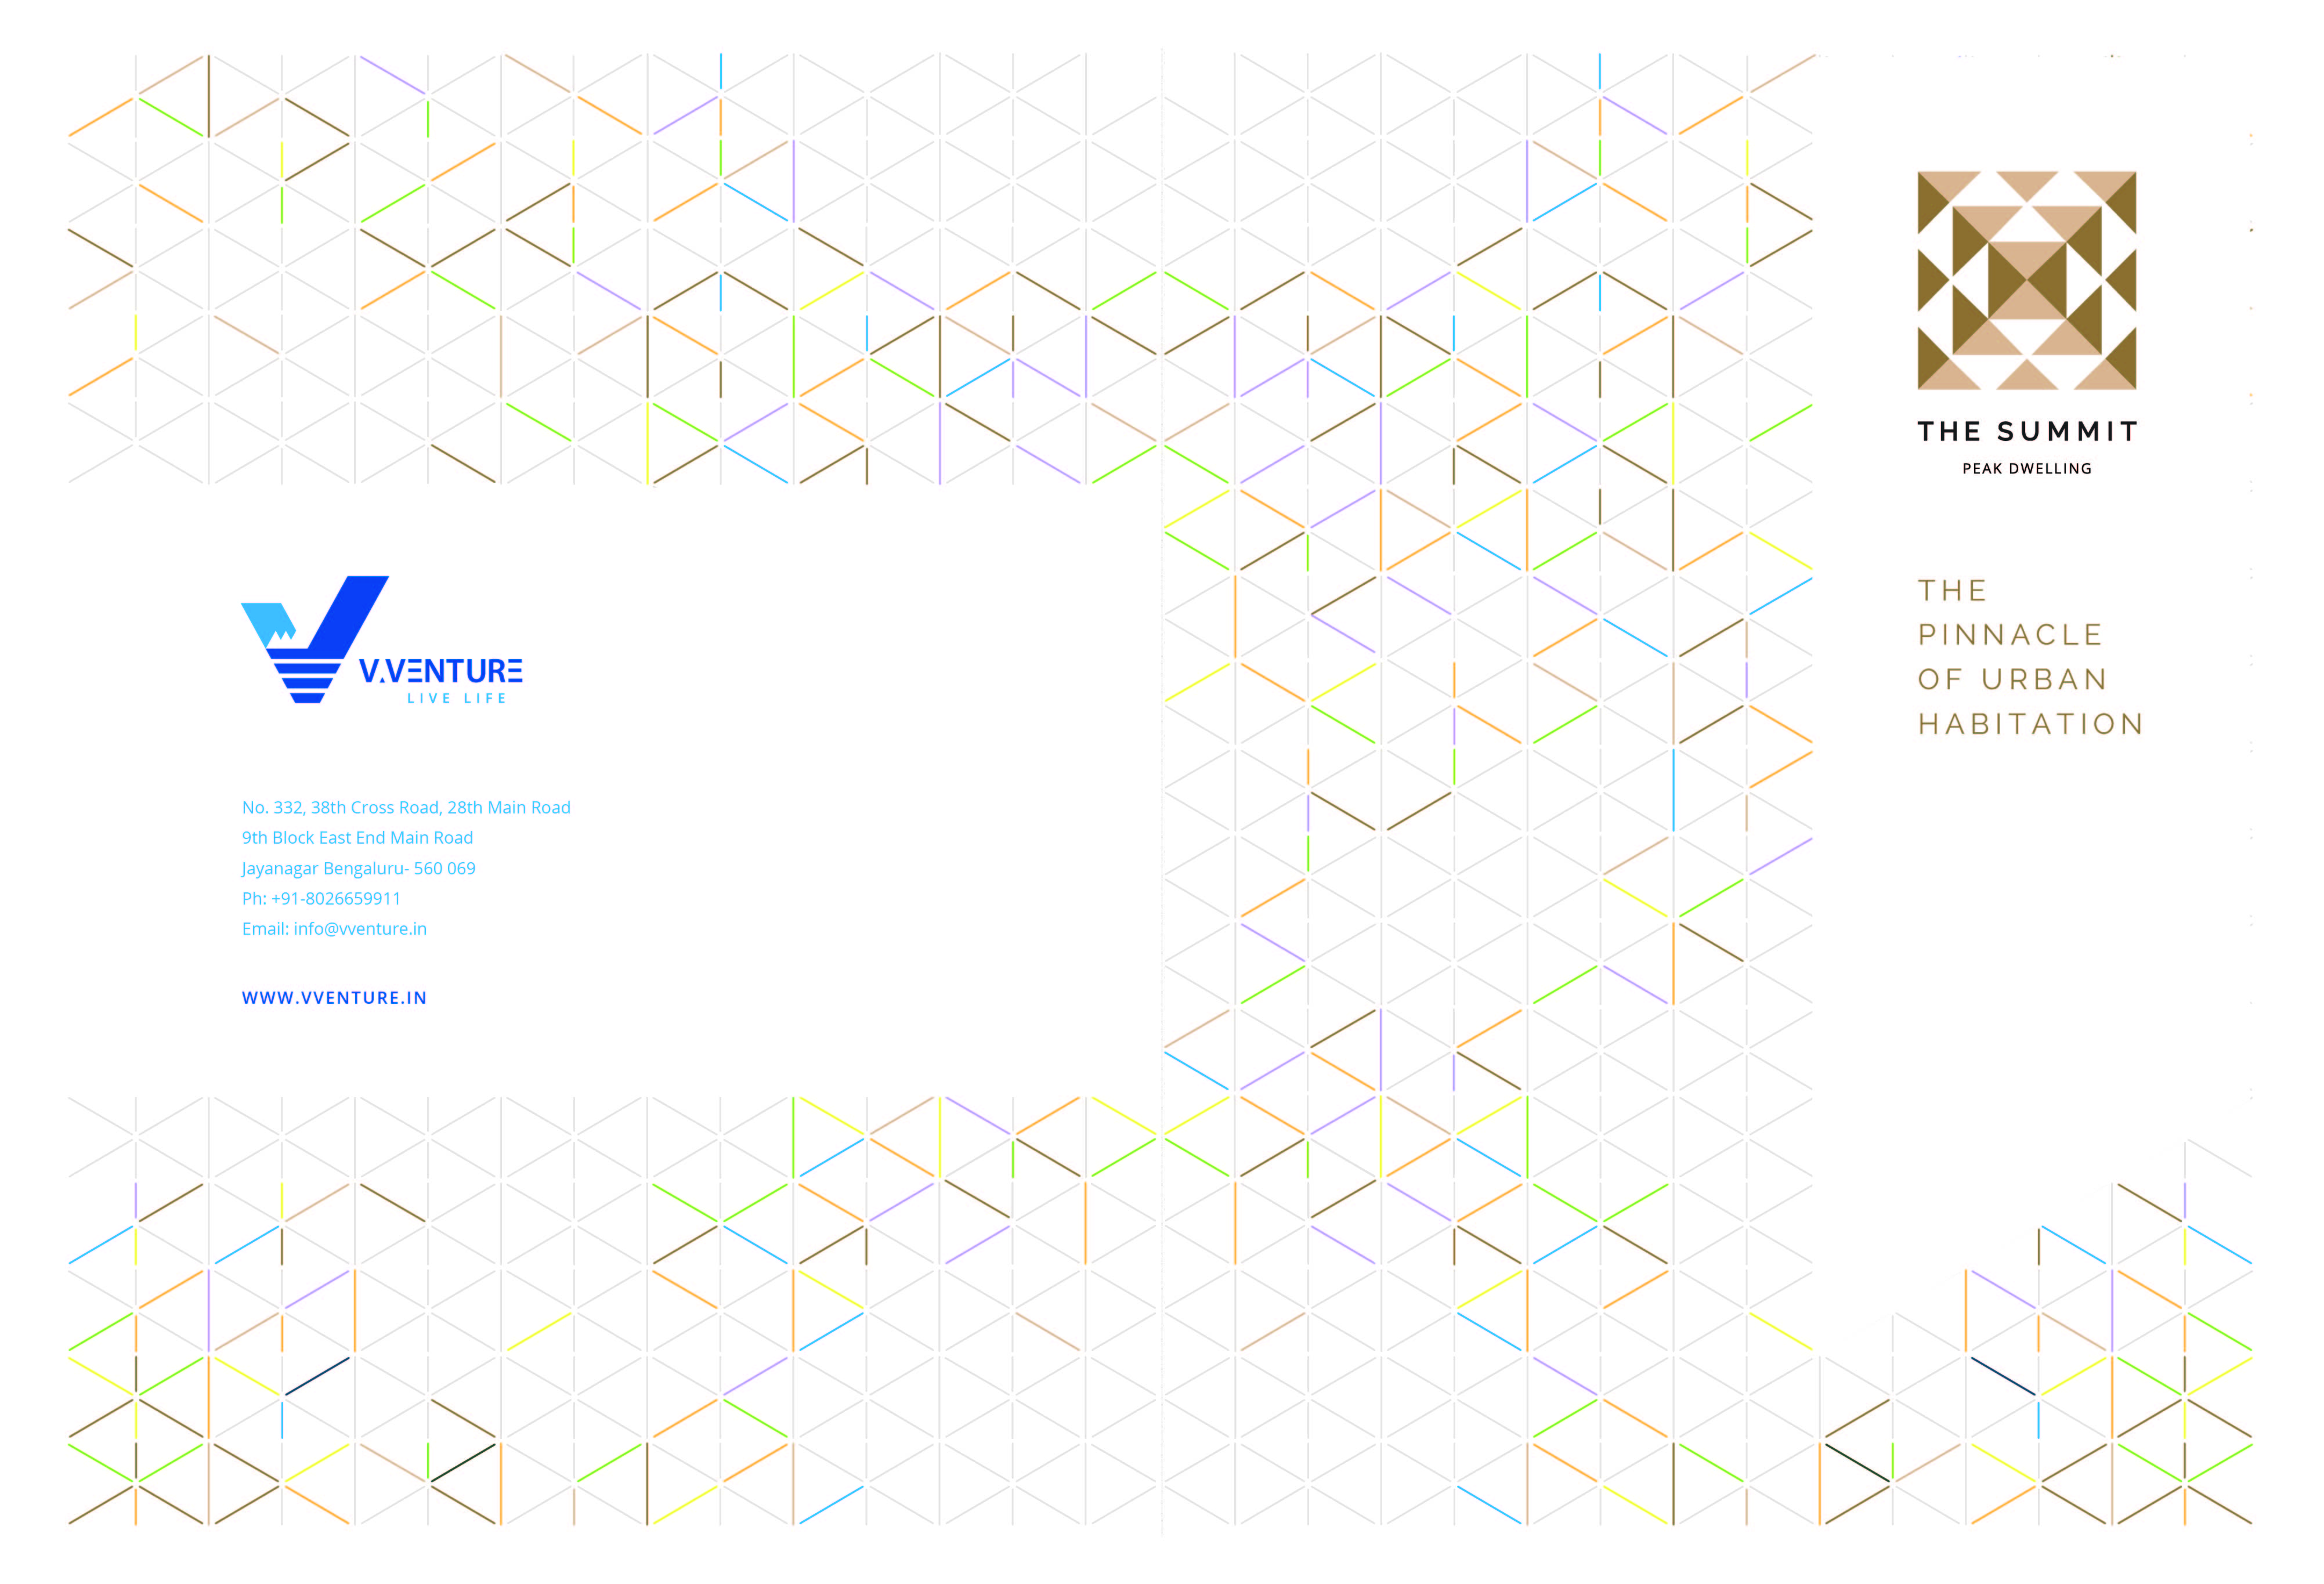 THE SUMMIT
PEAK DWELLING
THE
PINNACLE
OF URBAN
HABITATION
V.VENTURE
LIVE LIFE
No. 332, 38th Cross Road, 28th Main Road
9th Block East End Main Road
Jayanagar Bengaluru- 560 069
Ph: +91-8026659911
Email: info@vventure.in
WWW.VVENTURE.IN